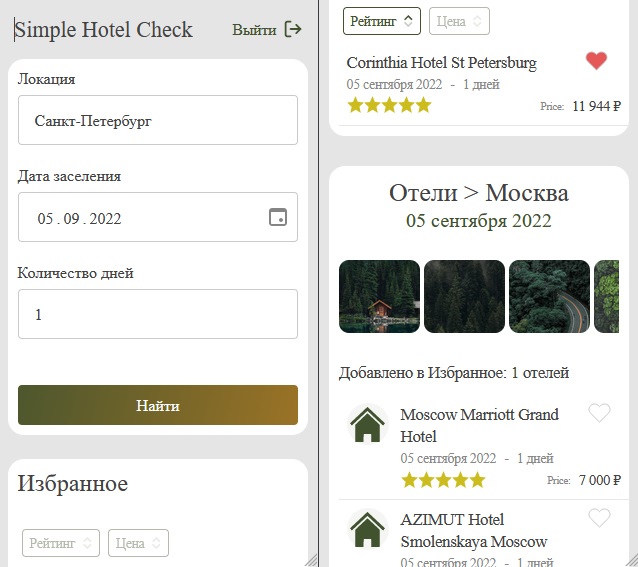 Simple Hotel Check
Выйти
Локация
Санкт-Петербург
Дата заселения
05 . 09 . 2022
Количество дней
1
Найти
Избранное
Рейтинг
Цена
Рейтинг
Цена
Corinthia Hotel St Petersburg
05 сентября 2022 - 1 дней
Price: 11 944 ₽
Отели > Москва
05 сентября 2022
Добавлено в Избранное: 1 отелей
Moscow Marriott Grand
Hotel
05 сентября 2022 - 1 дней
Price: 7 000 ₽
AZIMUT Hotel
Smolenskaya Moscow
05 сентября 2022 - 1 дней